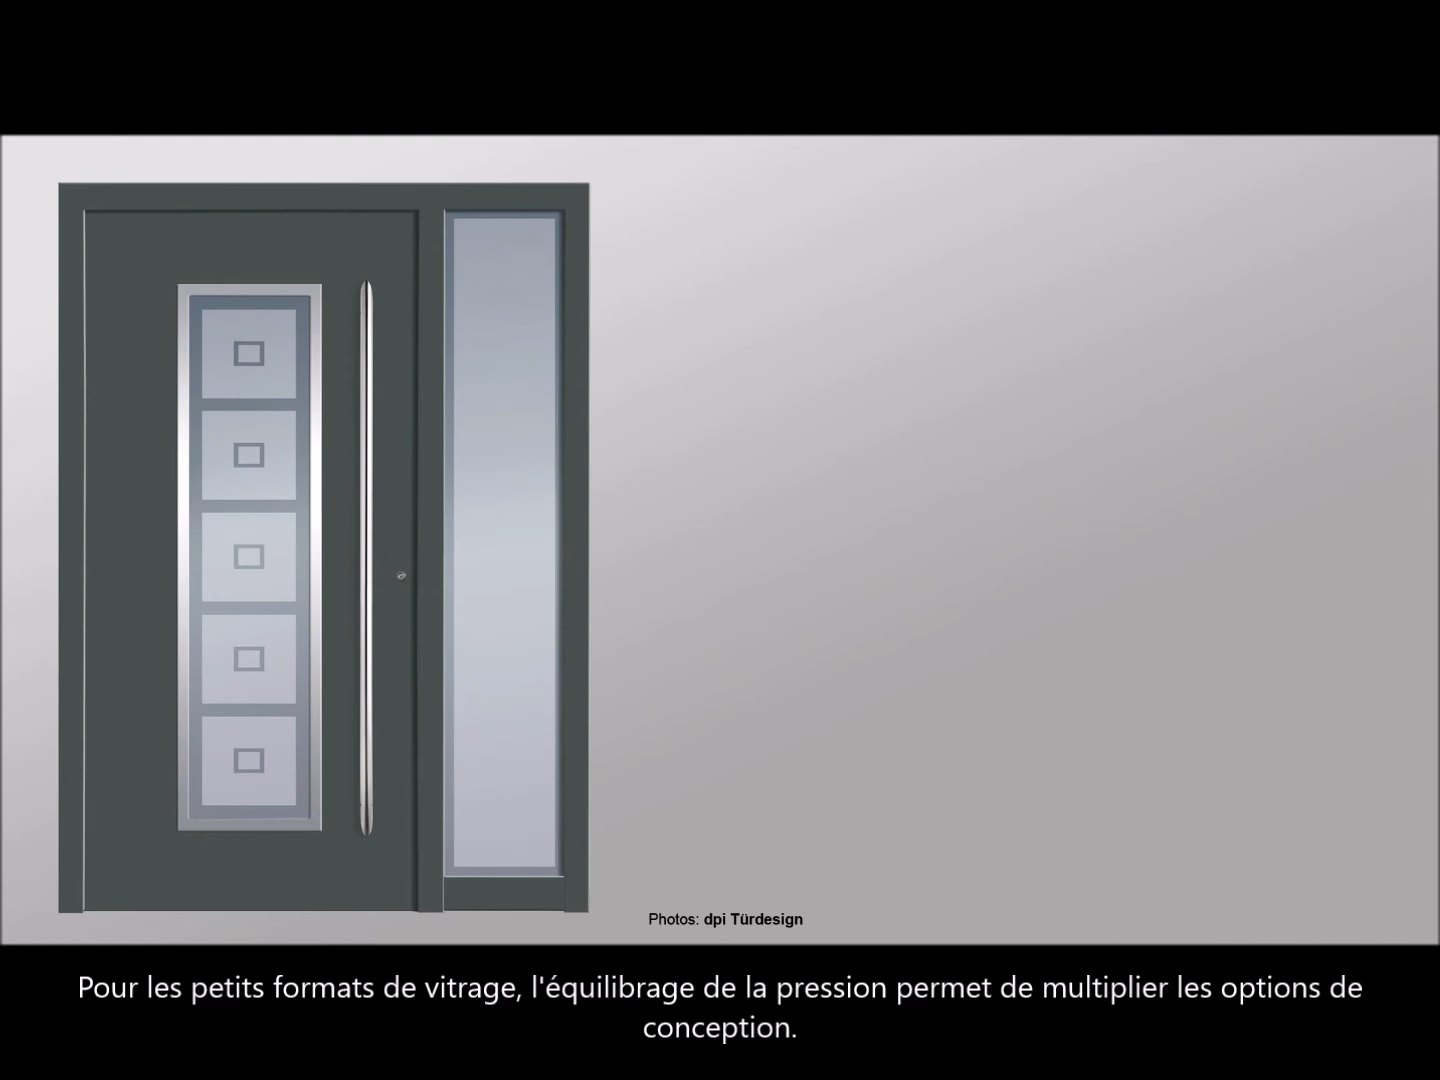 Photos: dpi Türdesign
Pour les petits formats de vitrage, l'équilibrage de la pression permet de multiplier les options de
conception.